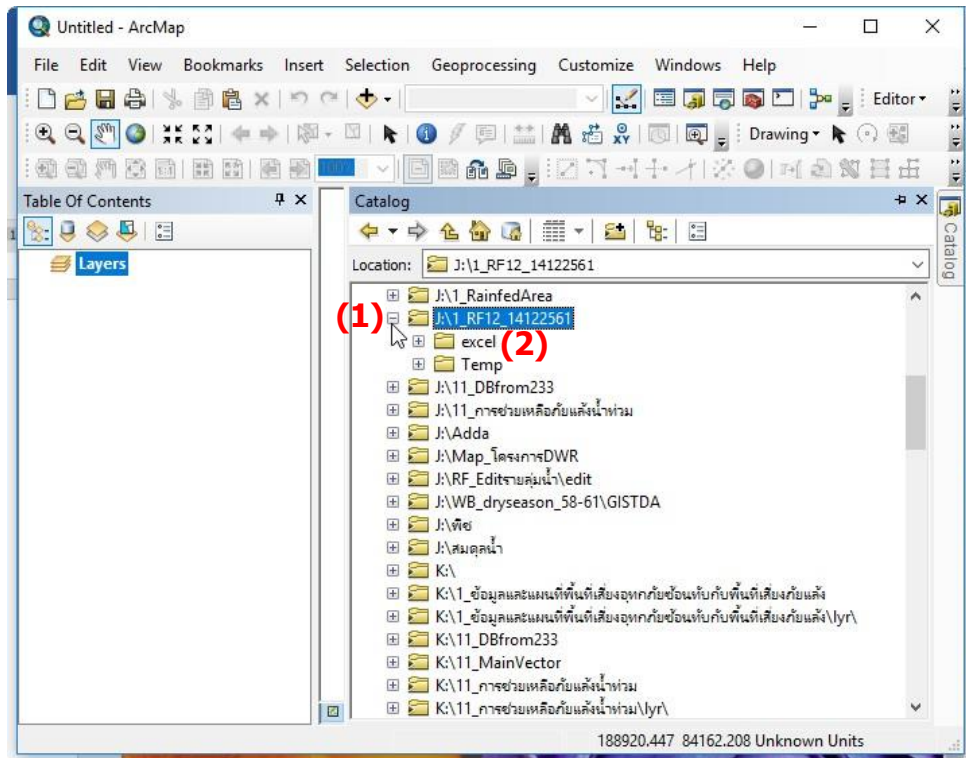 Untitled - ArcMap
File Edit View Bookmarks Insert Selection Geoprocessing Customize Windows Help
Editor
Drawing
100%
Table Of Contents
Layers
Catalog
Location: J:\1_RF12_14122561
J:\1_RainfedArea
(1) J:\1_RF12_14122561
excel (2)
Temp
J:\11_DBfrom233
J:\11_การช่วยเหลือภัยแล้งน้ำท่วม
J:\Adda
J:\Map_โครงการDWR
J:\RF_Editรายลุ่มน้ำ\edit
J:\WB_dryseason_58-61\GISTDA
J:\พืช
J:\สมดุลน้ำ
K:\
K:\1_ข้อมูลและแผนที่พื้นที่เสี่ยงอุทกภัยซ้อนทับกับพื้นที่เสี่ยงภัยแล้ง
K:\1_ข้อมูลและแผนที่พื้นที่เสี่ยงอุทกภัยซ้อนทับกับพื้นที่เสี่ยงภัยแล้ง\lyr\
K:\11_DBfrom233
K:\11_MainVector
K:\11_การช่วยเหลือภัยแล้งน้ำท่วม
K:\11_การช่วยเหลือภัยแล้งน้ำท่วม\lyr\
Catalog
188920.447 84162.208 Unknown Units